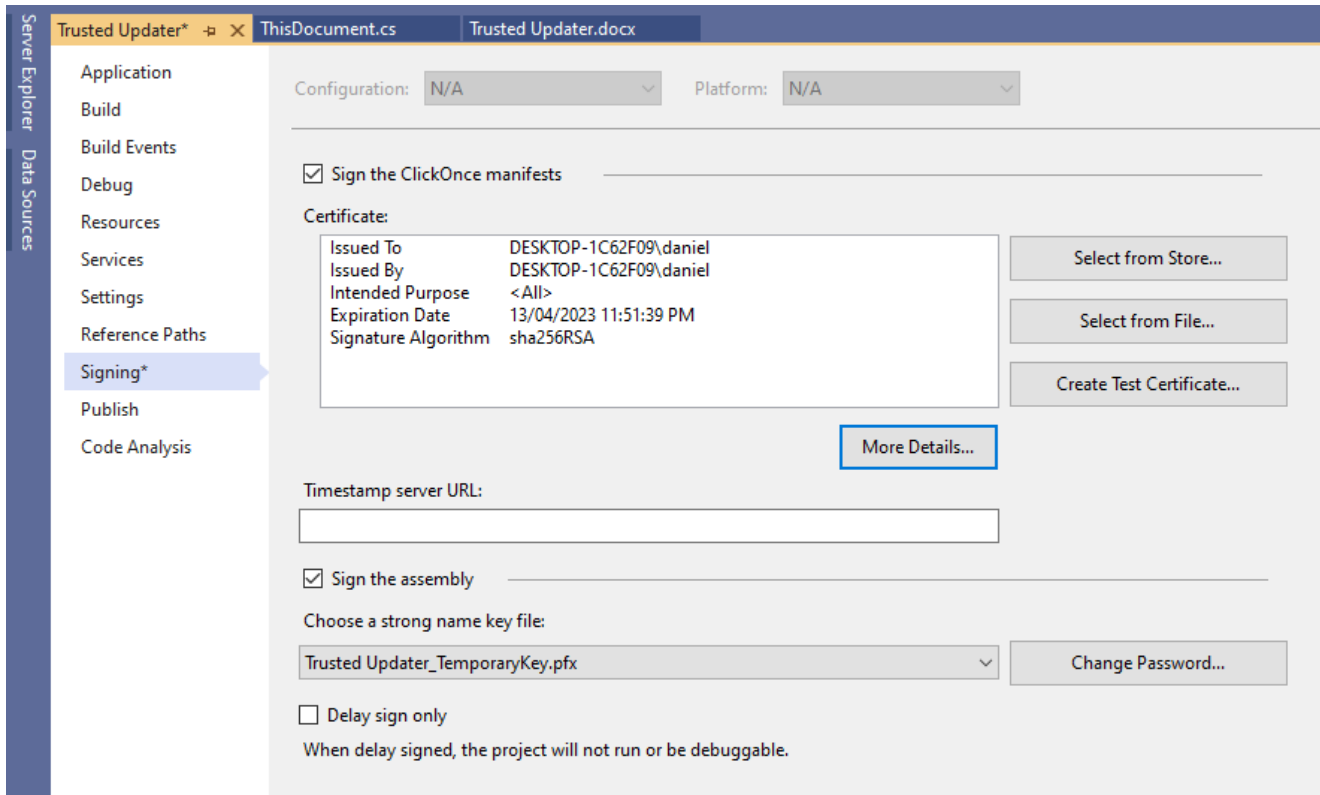 Server Explorer
Data Sources
Trusted Updater*
ThisDocument.cs
Trusted Updater.docx
Application
Build
Build Events
Debug
Resources
Services
Settings
Reference Paths
Signing*
Publish
Code Analysis
Configuration: N/A Platform: N/A
Sign the ClickOnce manifests
Certificate:
Issued To DESKTOP-1C62F09\daniel
Issued By DESKTOP-1C62F09\daniel
Intended Purpose <All>
Expiration Date 13/04/2023 11:51:39 PM
Signature Algorithm sha256RSA
Select from Store...
Select from File...
Create Test Certificate...
More Details...
Timestamp server URL:
Sign the assembly
Choose a strong name key file:
Trusted Updater_TemporaryKey.pfx
Change Password...
Delay sign only
When delay signed, the project will not run or be debuggable.